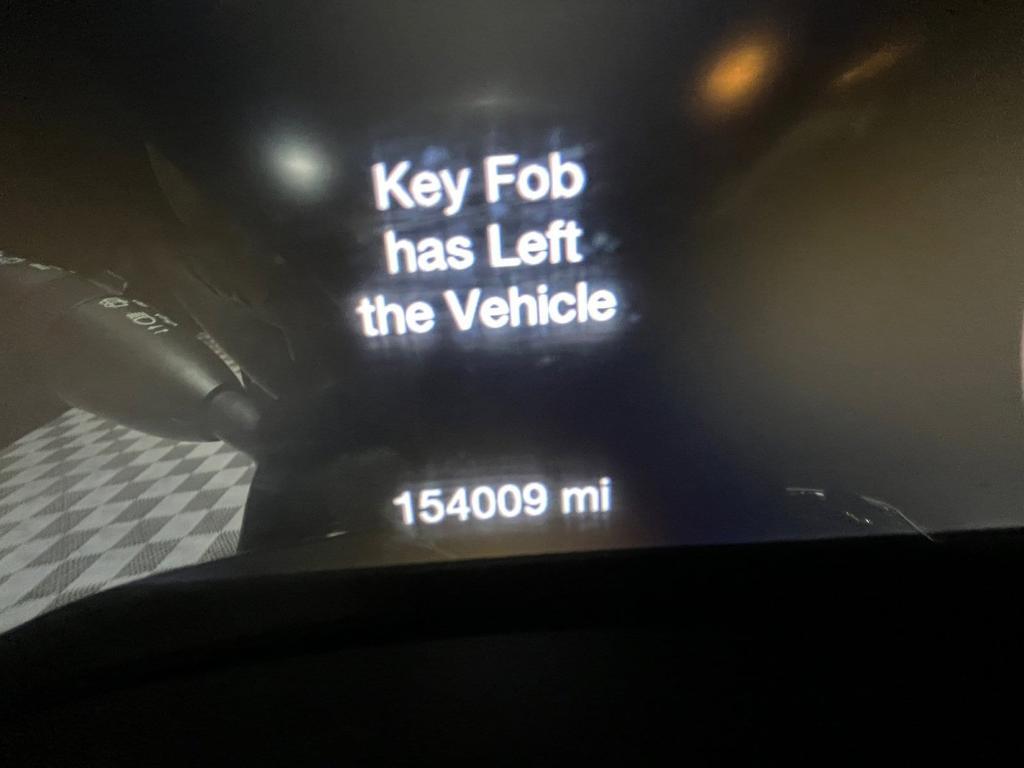 Key Fob
has Left
the Vehicle
154009 mi